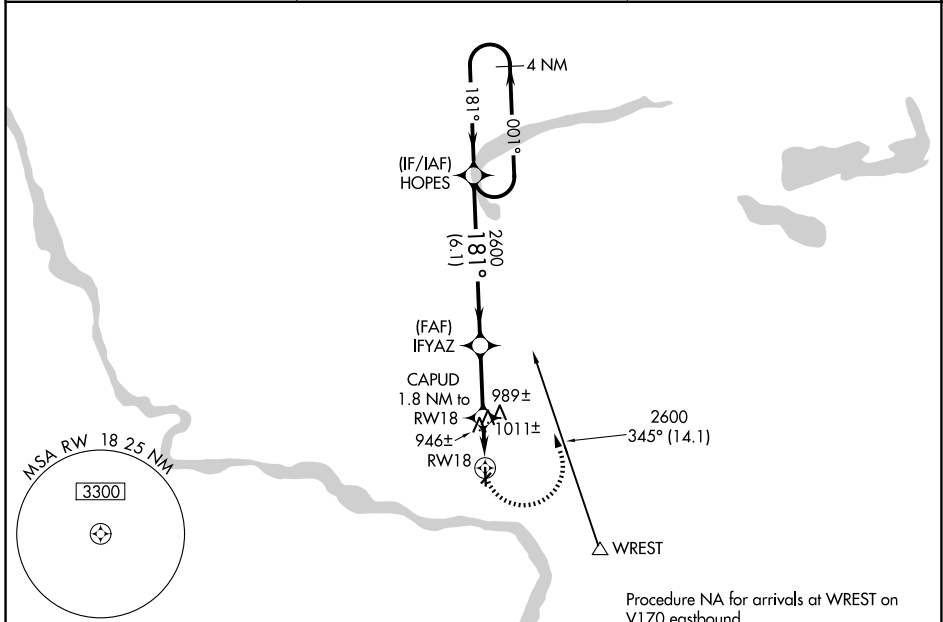 4 NM
181°
001°
(IF/IAF)
HOPES
2600
181°
(6.1)
(FAF)
IFYAZ
CAPUD
1.8 NM to
RW18
989±
1011±
946±
RW18
2600
345° (14.1)
MSA RW 18 25 NM
3300
WREST
Procedure NA for arrivals at WREST on
V170 eastbound